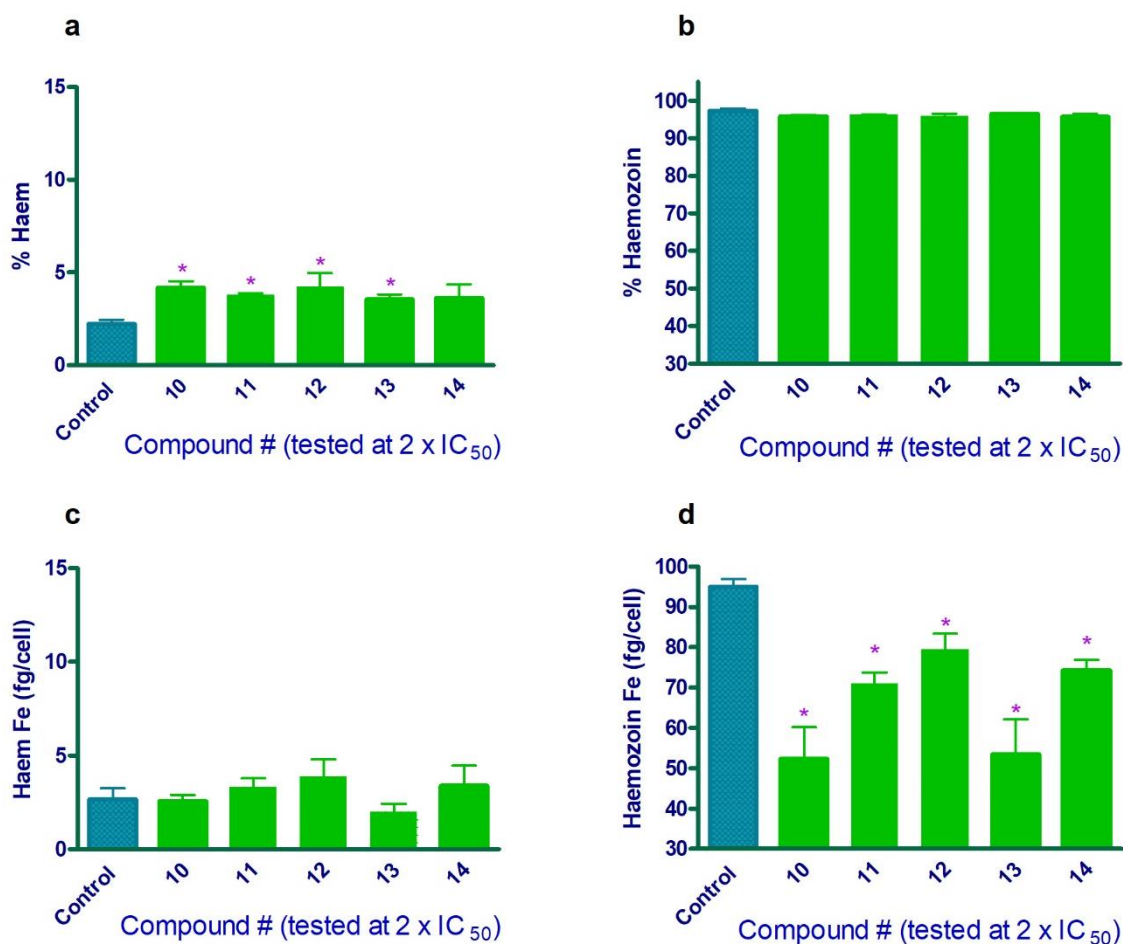 a
% Haem
15
10
5
0
* * * *
Control 10 11 12 13 14
Compound # (tested at 2 x IC50)
b
% Haemozoin
100
90
80
70
60
50
40
30
Control 10 11 12 13 14
Compound # (tested at 2 x IC50)
c
Haem Fe (fg/cell)
15
10
5
0
Control 10 11 12 13 14
Compound # (tested at 2 x IC50)
d
Haemozoin Fe (fg/cell)
100
90
80
70
60
50
40
30
* * * * *
Control 10 11 12 13 14
Compound # (tested at 2 x IC50)